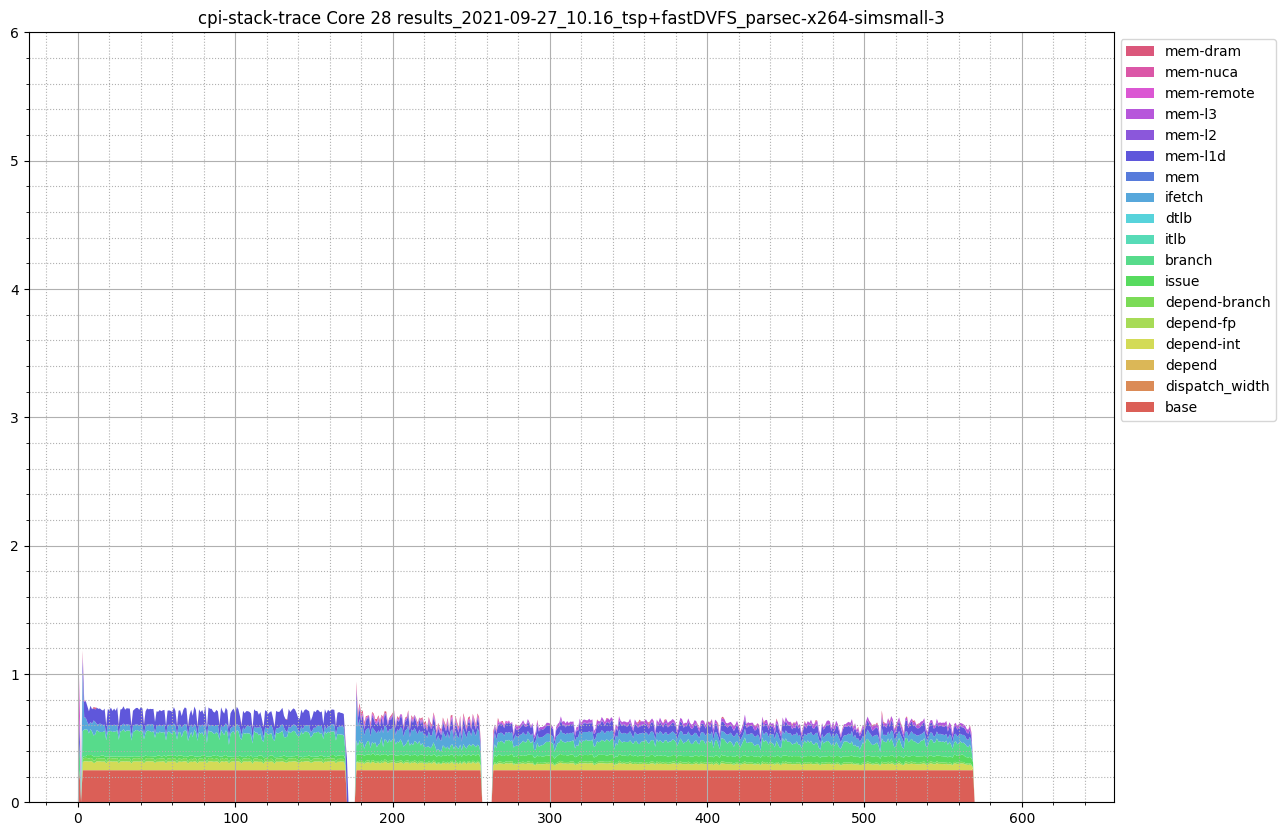 cpi-stack-trace Core 28 results_2021-09-27_10.16_tsp+fastDVFS_parsec-x264-simsmall-3
6
5
4
3
2
1
0
0 100 200 300 400 500 600
mem-dram
mem-nuca
mem-remote
mem-l3
mem-l2
mem-l1d
mem
ifetch
dtlb
itlb
branch
issue
depend-branch
depend-fp
depend-int
depend
dispatch_width
base